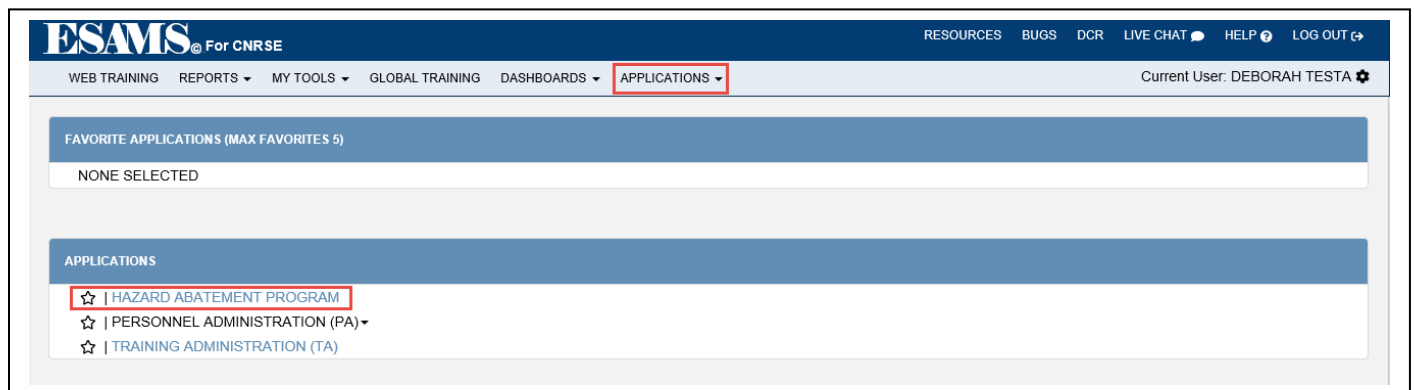 ESAMS© For CNRSE RESOURCES BUGS DCR LIVE CHAT HELP LOG OUT
WEB TRAINING REPORTS MY TOOLS GLOBAL TRAINING DASHBOARDS APPLICATIONS Current User: DEBORAH TESTA
FAVORITE APPLICATIONS (MAX FAVORITES 5)
NONE SELECTED
APPLICATIONS
| HAZARD ABATEMENT PROGRAM
| PERSONNEL ADMINISTRATION (PA)
| TRAINING ADMINISTRATION (TA)